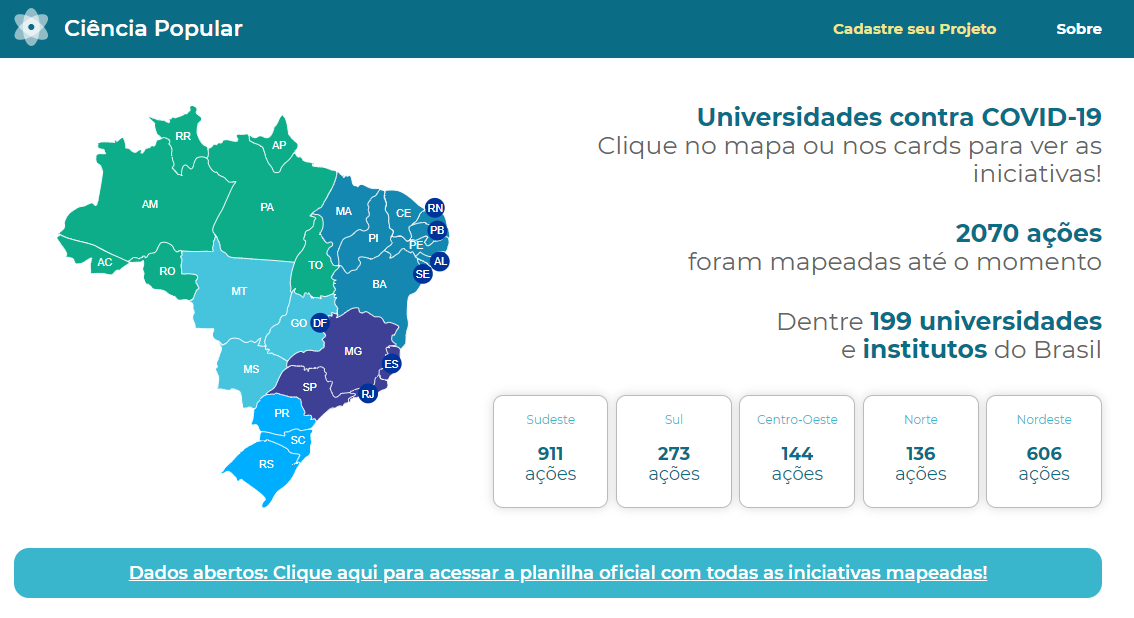 Ciência Popular
Cadastre seu Projeto
Sobre
Universidades contra COVID-19
Clique no mapa ou nos cards para ver as
iniciativas!
2070 ações
foram mapeadas até o momento
Dentre 199 universidades
e institutos do Brasil
RR
AP
AM
PA
MA
CE
RN
PB
PI
PE
AL
SE
AC
RO
TO
BA
MT
GO
DF
MG
ES
MS
SP
RJ
PR
SC
RS
Sudeste
911
ações
Sul
273
ações
Centro-Oeste
144
ações
Norte
136
ações
Nordeste
606
ações
Dados abertos: Clique aqui para acessar a planilha oficial com todas as iniciativas mapeadas!